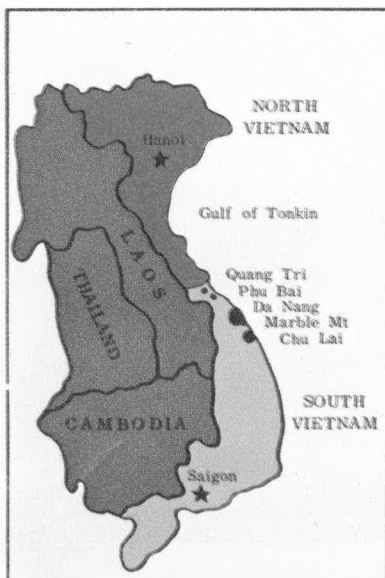 NORTH
VIETNAM
Hanoi
Gulf of Tonkin
LAOS
THAILAND
Quang Tri
Phu Bai
Da Nang
Marble Mt
Chu Lai
CAMBODIA
SOUTH
VIETNAM
Saigon